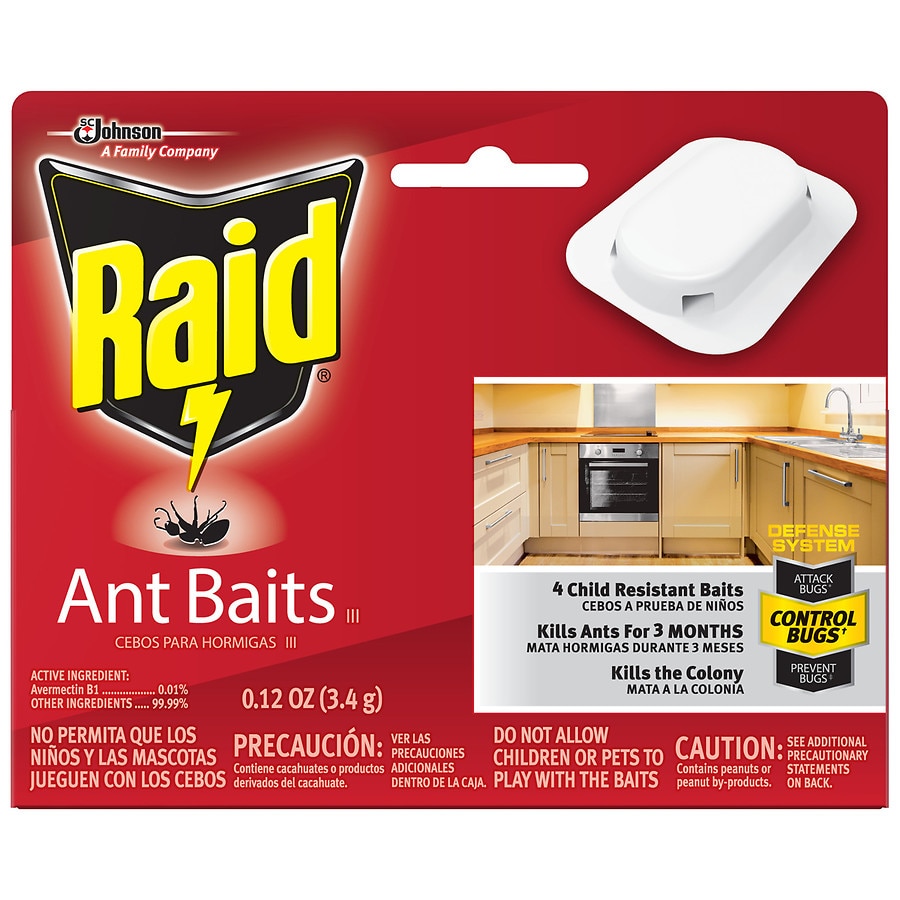 SC
Johnson
A Family Company
Raid®
Ant Baits III
CEBOS PARA HORMIGAS III
ACTIVE INGREDIENT:
Avermectin B1 .................. 0.01%
OTHER INGREDIENTS ..... 99.99%
0.12 OZ (3.4 g)
4 Child Resistant Baits
CEBOS A PRUEBA DE NIÑOS
Kills Ants For 3 MONTHS
MATA HORMIGAS DURANTE 3 MESES
Kills the Colony
MATA A LA COLONIA
DEFENSE
SYSTEM
ATTACK
BUGS*
CONTROL
BUGS†
PREVENT
BUGS‡
NO PERMITA QUE LOS
NIÑOS Y LAS MASCOTAS
JUEGUEN CON LOS CEBOS
PRECAUCIÓN:
Contiene cacahuates o productos
derivados del cacahuate.
VER LAS
PRECAUCIONES
ADICIONALES
DENTRO DE LA CAJA.
DO NOT ALLOW
CHILDREN OR PETS TO
PLAY WITH THE BAITS
CAUTION:
Contains peanuts or
peanut by-products.
SEE ADDITIONAL
PRECAUTIONARY
STATEMENTS
ON BACK.